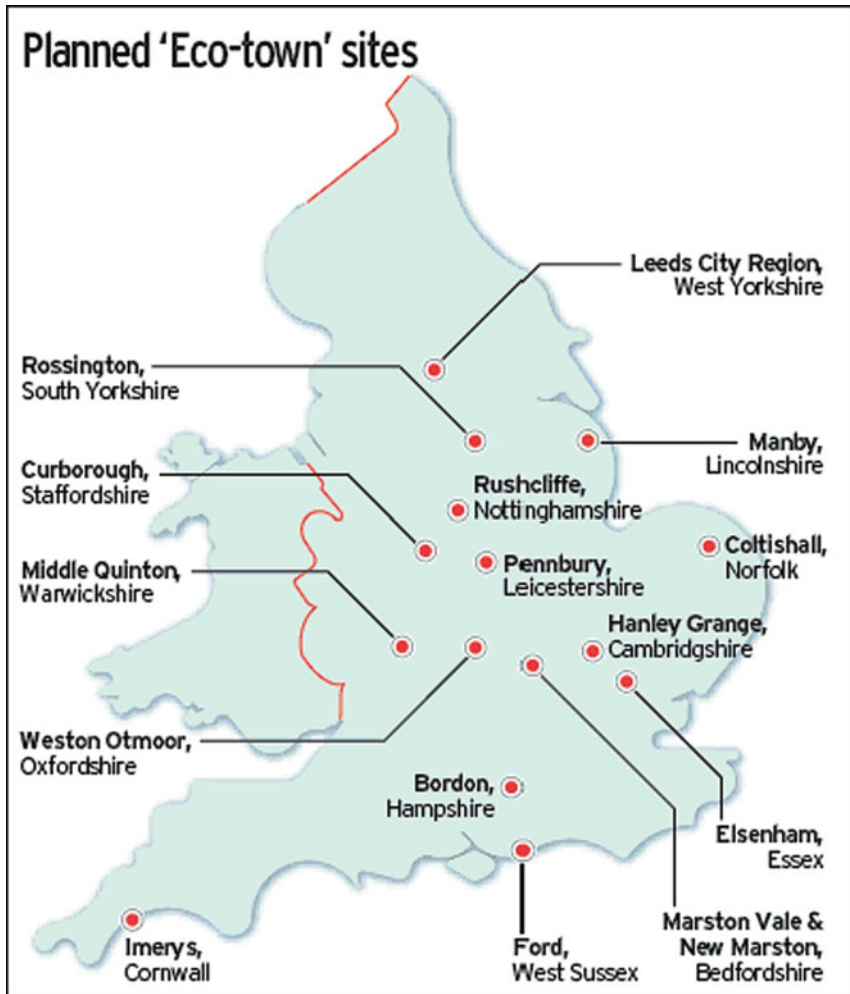 Planned ‘Eco-town’ sites
Leeds City Region,
West Yorkshire
Rossington,
South Yorkshire
Manby,
Lincolnshire
Curborough,
Staffordshire
Rushcliffe,
Nottinghamshire
Coltishall,
Norfolk
Pennbury,
Leicestershire
Middle Quinton,
Warwickshire
Hanley Grange,
Cambridgshire
Weston Otmoor,
Oxfordshire
Bordon,
Hampshire
Elsenham,
Essex
Marston Vale &
New Marston,
Bedfordshire
Imerys,
Cornwall
Ford,
West Sussex